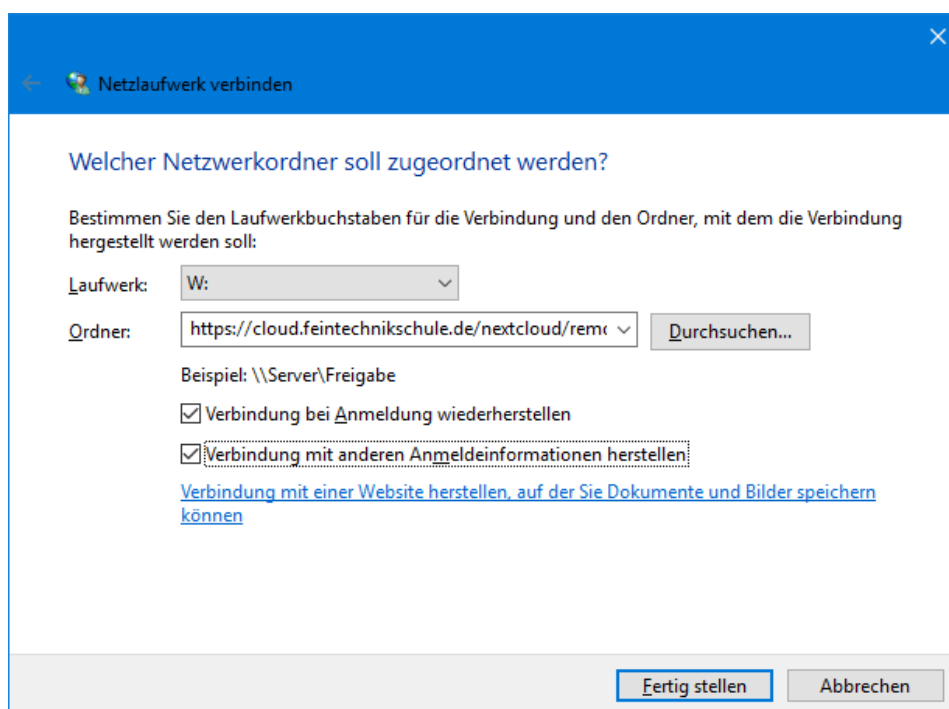 Netzlaufwerk verbinden
Welcher Netzwerkordner soll zugeordnet werden?
Bestimmen Sie den Laufwerkbuchstaben für die Verbindung und den Ordner, mit dem die Verbindung
hergestellt werden soll:
Laufwerk: W:
Ordner: https://cloud.feintechnikschule.de/nextcloud/remo Durchsuchen...
Beispiel: \\Server\Freigabe
Verbindung bei Anmeldung wiederherstellen
Verbindung mit anderen Anmeldeinformationen herstellen
Verbindung mit einer Website herstellen, auf der Sie Dokumente und Bilder speichern
können
Fertig stellen Abbrechen